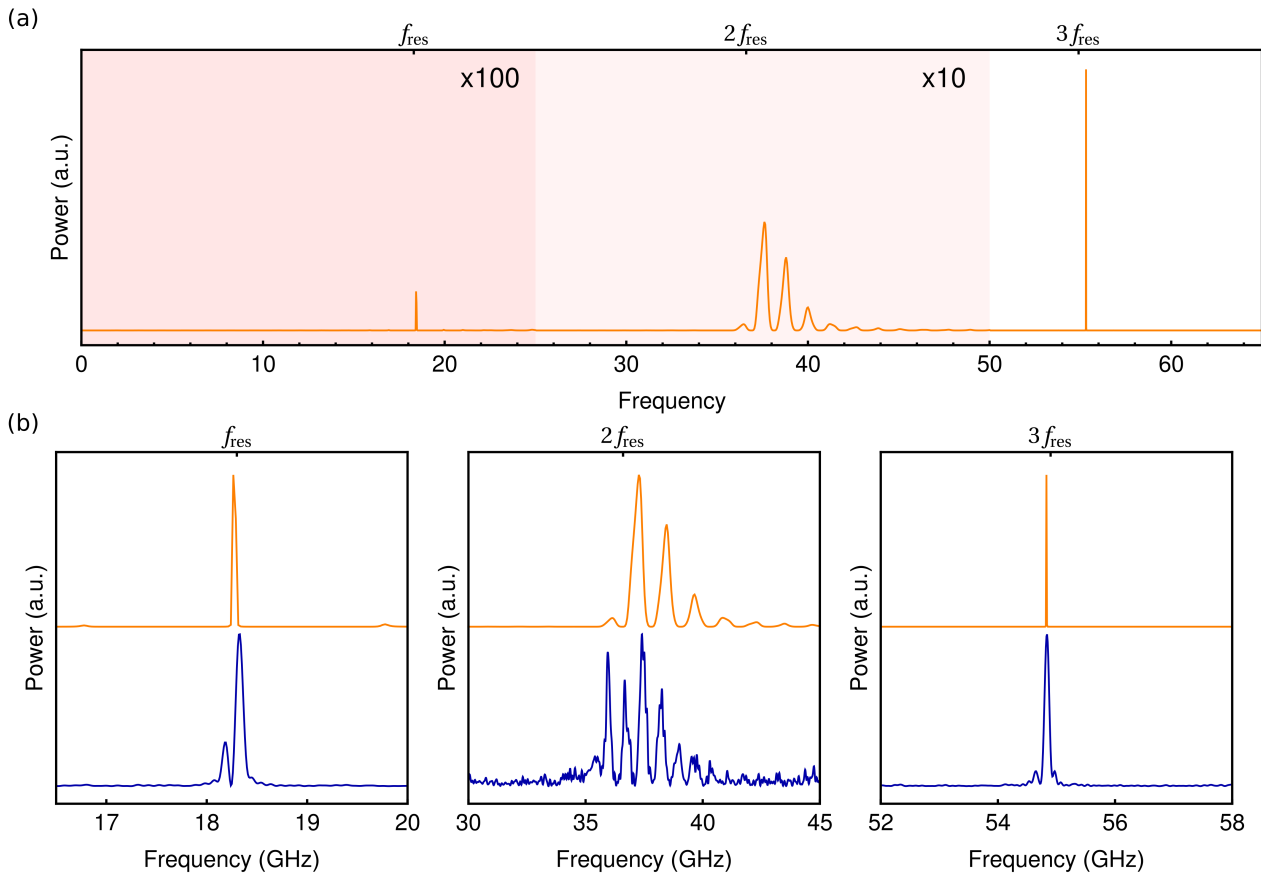 (a)
f_res 2f_res 3f_res
x100 x10
Power (a.u.)
0 10 20 30 40 50 60
Frequency
(b)
f_res 2f_res 3f_res
Power (a.u.) Power (a.u.) Power (a.u.)
17 18 19 20 30 35 40 45 52 54 56 58
Frequency (GHz) Frequency (GHz) Frequency (GHz)